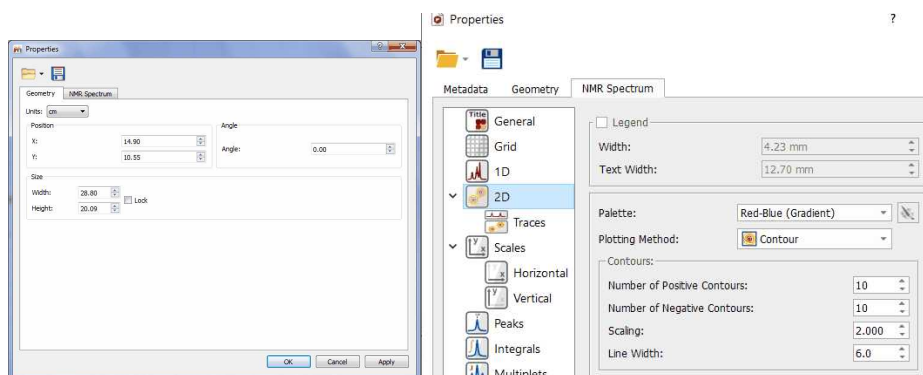 Properties
Geometry NMR Spectrum
Units: cm
Position
X: 14.90
Y: 10.55
Angle
Angle: 0.00
Size
Width: 28.80
Height: 20.09
Lock
OK Cancel Apply
Properties ?
Metadata Geometry NMR Spectrum
Title
General
Grid
1D
2D
Traces
Scales
Horizontal
Vertical
Peaks
Integrals
Multiplets
Legend
Width: 4.23 mm
Text Width: 12.70 mm
Palette: Red-Blue (Gradient)
Plotting Method: Contour
Contours:
Number of Positive Contours: 10
Number of Negative Contours: 10
Scaling: 2.000
Line Width: 6.0